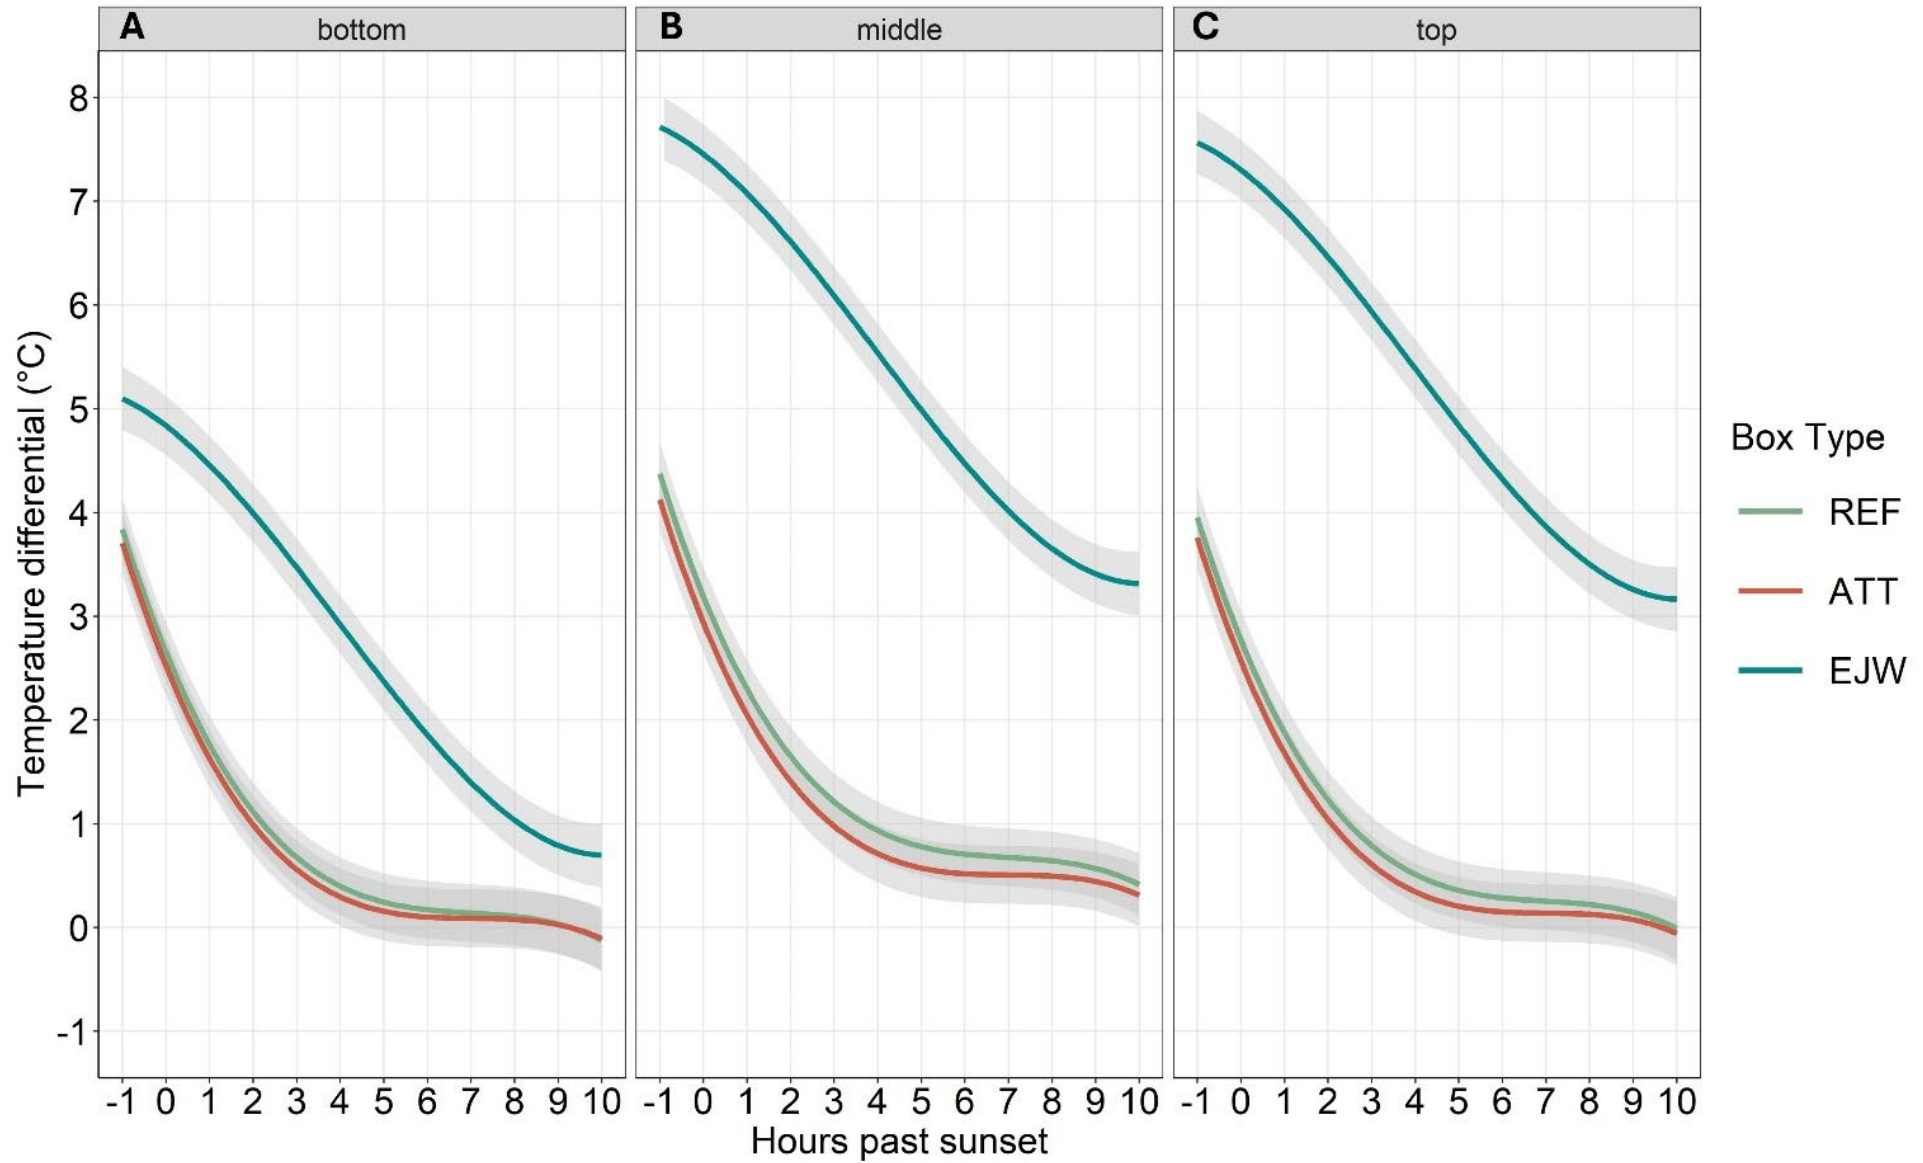 A bottom
B middle
C top
Temperature differential (°C)
8
7
6
5
4
3
2
1
0
-1
-1 0 1 2 3 4 5 6 7 8 9 10
-1 0 1 2 3 4 5 6 7 8 9 10
-1 0 1 2 3 4 5 6 7 8 9 10
Hours past sunset
Box Type
REF
ATT
EJW